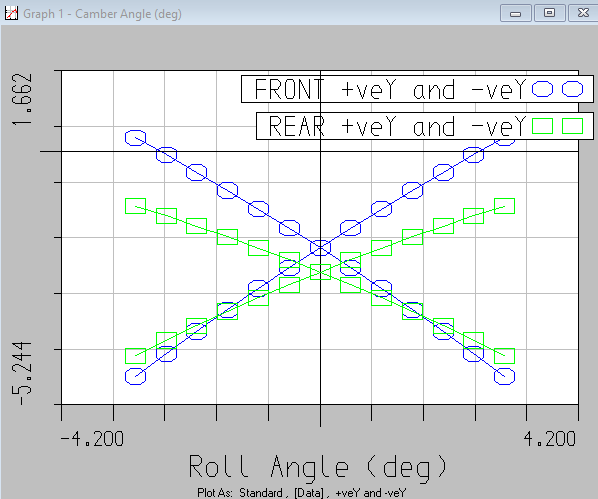 Graph 1 - Camber Angle (deg)
1.662
FRONT +veY and -veY
REAR +veY and -veY
-5.244
-4.200
4.200
Roll Angle (deg)
Plot As: Standard , [Data] , +veY and -veY